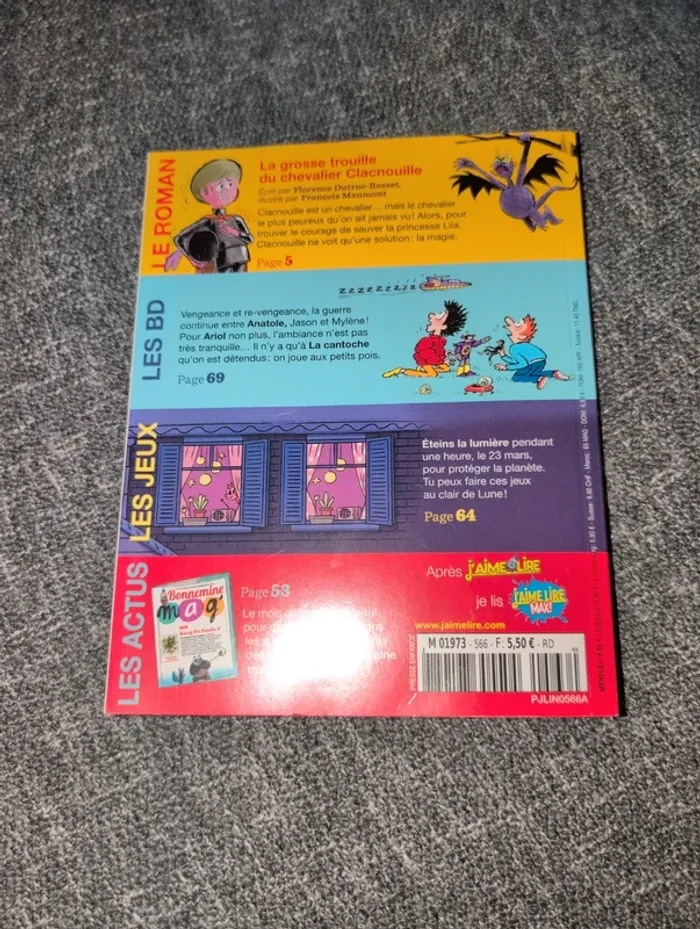 LE ROMAN
La grosse trouille
du chevalier Clacnouille
Écrit par Florence Dutruc-Rosset,
illustré par François Maumont
Clacnouille est un chevalier... mais le chevalier
le plus peureux qu'on ait jamais vu! Alors, pour
trouver le courage de sauver la princesse Lila,
Clacnouille ne voit qu'une solution: la magie.
Page 5
LES BD
zzzzzzzzzz
Vengeance et re-vengeance, la guerre
continue entre Anatole, Jason et Mylène!
Pour Ariol non plus, l'ambiance n'est pas
très tranquille... Il n'y a qu'à La cantoche
qu'on est détendus: on joue aux petits pois.
Page 69
LES JEUX
Éteins la lumière pendant
une heure, le 23 mars,
pour protéger la planète.
Tu peux faire ces jeux
au clair de Lune!
Page 64
LES ACTUS
Bonnemine
mag'
Page 53
Le mois
pour
les
Après J'AIME LIRE
je lis J'AIME LIRE
MAX!
www.jaimelire.com
PRESSE ENFANCE
M 01973 - 566 - F: 5,50 € - RD
PJLIN0566A